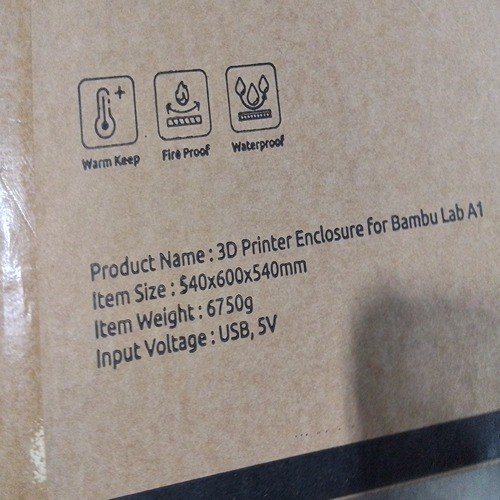 Warm Keep Fire Proof Waterproof
Product Name : 3D Printer Enclosure for Bambu Lab A1
Item Size : 540x600x540mm
Item Weight : 6750g
Input Voltage : USB, 5V